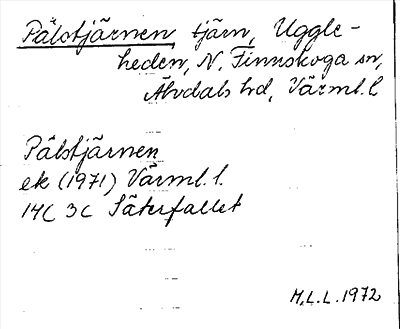 Pålstjärnen, tjärn, Uggle-
heden, N. Finnskoga sn,
Älvdals hd, Värml. l
Pålstjärnen
ek (1971) Värml. l.
14C 3c Säterfallet
M.L.L. 1972